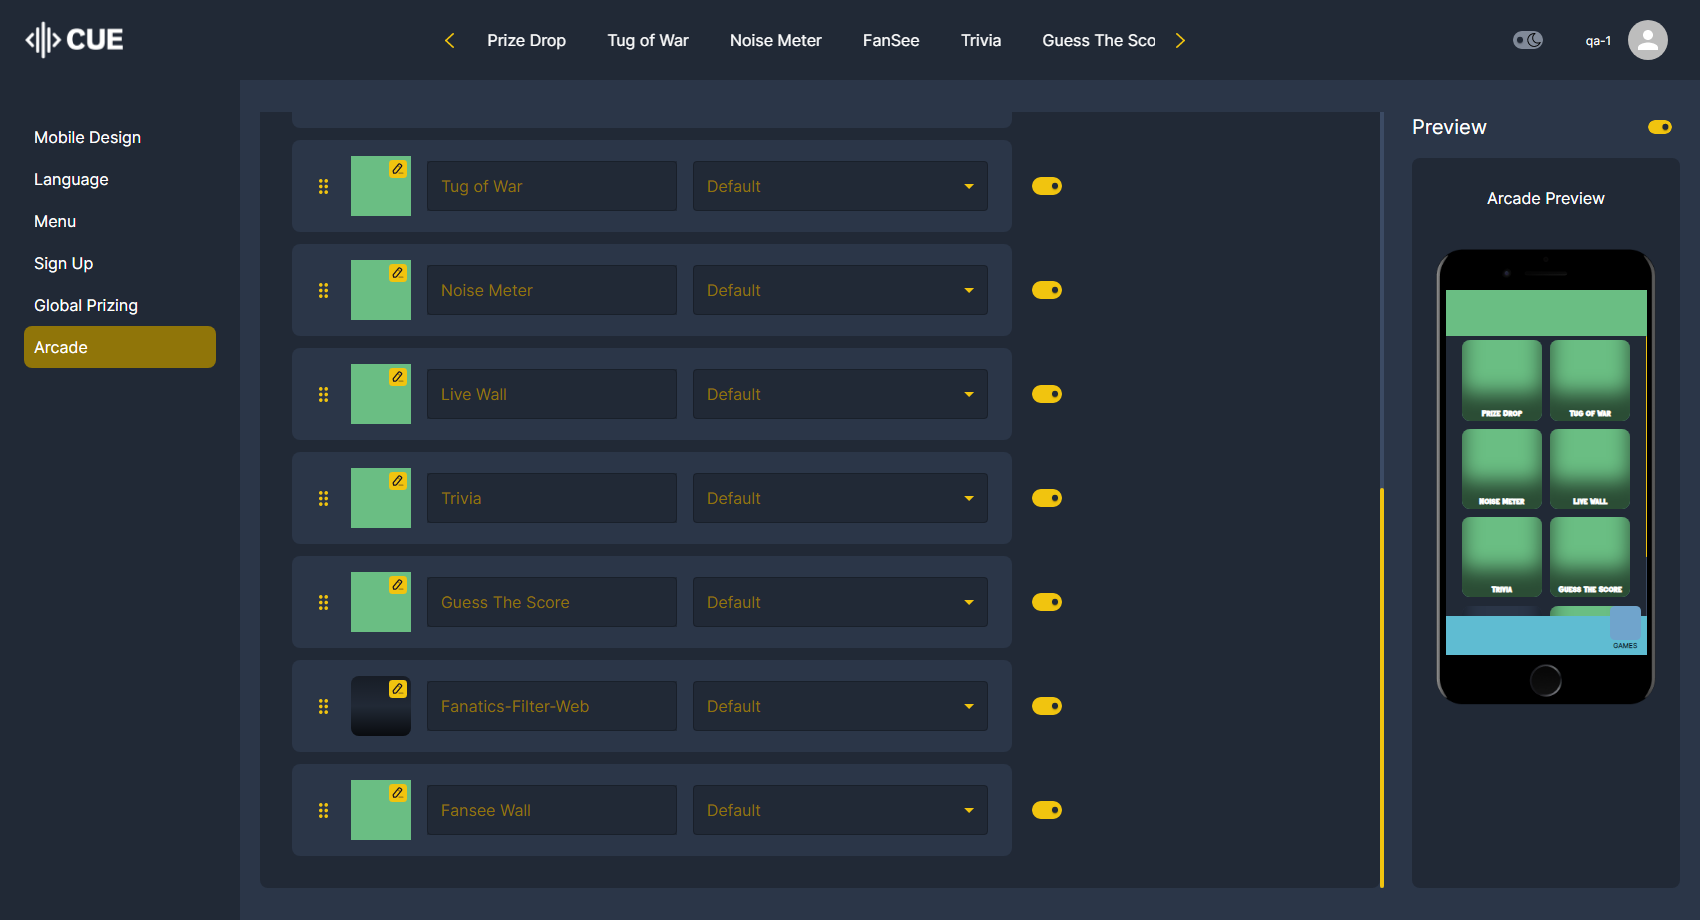 CUE
Prize Drop
Tug of War
Noise Meter
FanSee
Trivia
Guess The Sco
qa-1
Mobile Design
Language
Menu
Sign Up
Global Prizing
Arcade
Tug of War
Default
Noise Meter
Default
Live Wall
Default
Trivia
Default
Guess The Score
Default
Fanatics-Filter-Web
Default
Fansee Wall
Default
Preview
Arcade Preview
Prize Drop
Tug of War
Noise Meter
Live Wall
Trivia
Guess The Score
GAMES